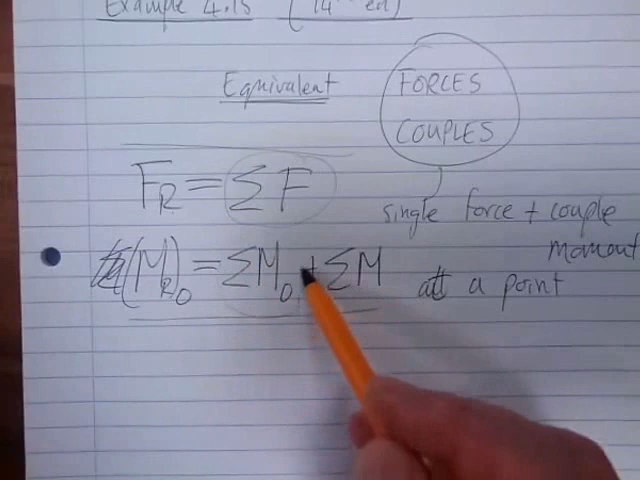 Example 4.15 (14th ed)
Equivalent
FORCES
COUPLES
F_R = ΣF
single force + couple
moment
(M_R)_O = ΣM_O + ΣM
at a point